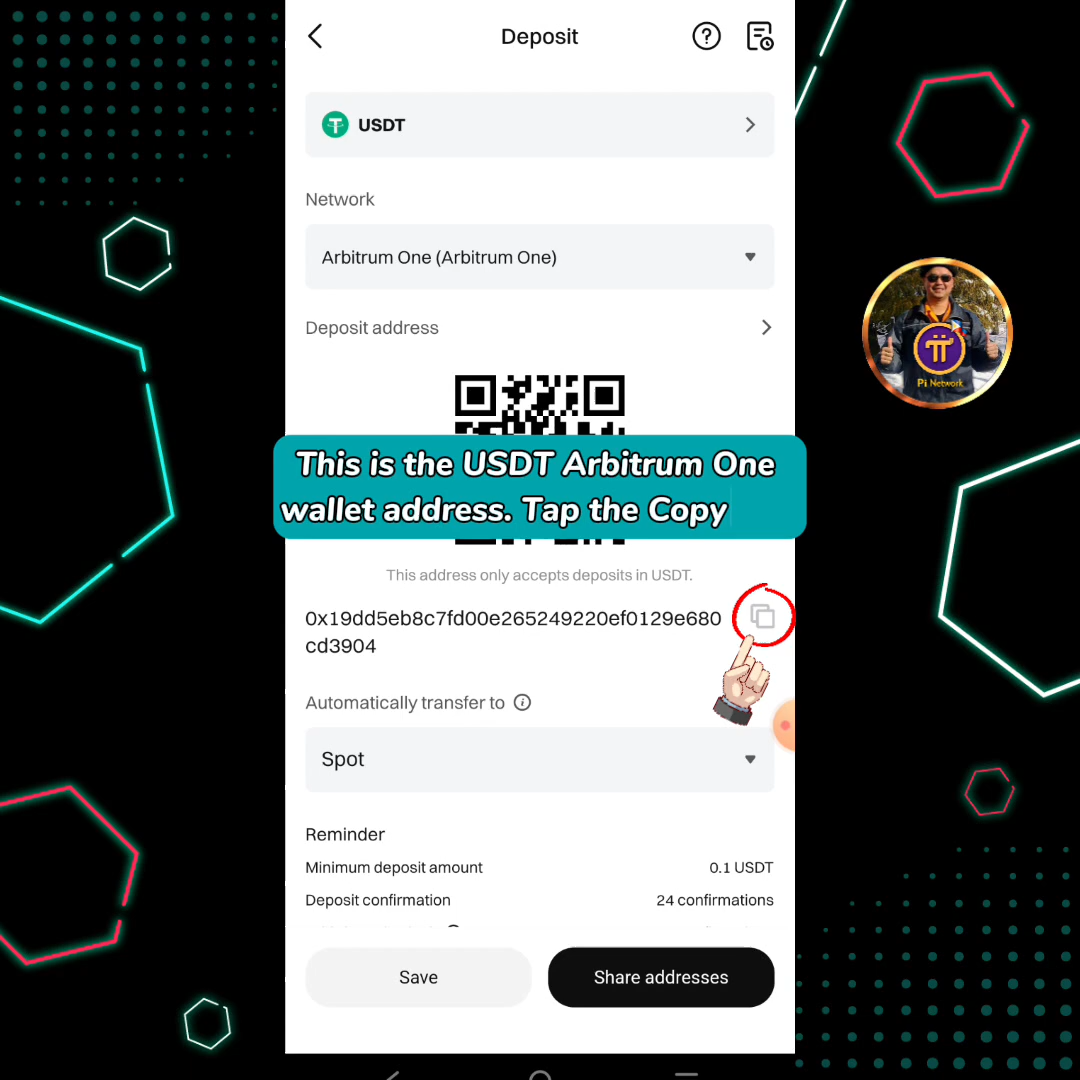 Deposit
USDT
Network
Arbitrum One (Arbitrum One)
Deposit address
Pi Network
This is the USDT Arbitrum One
wallet address. Tap the Copy
This address only accepts deposits in USDT.
0x19dd5eb8c7fd00e265249220ef0129e680
cd3904
Automatically transfer to
Spot
Reminder
Minimum deposit amount 0.1 USDT
Deposit confirmation 24 confirmations
Save
Share addresses